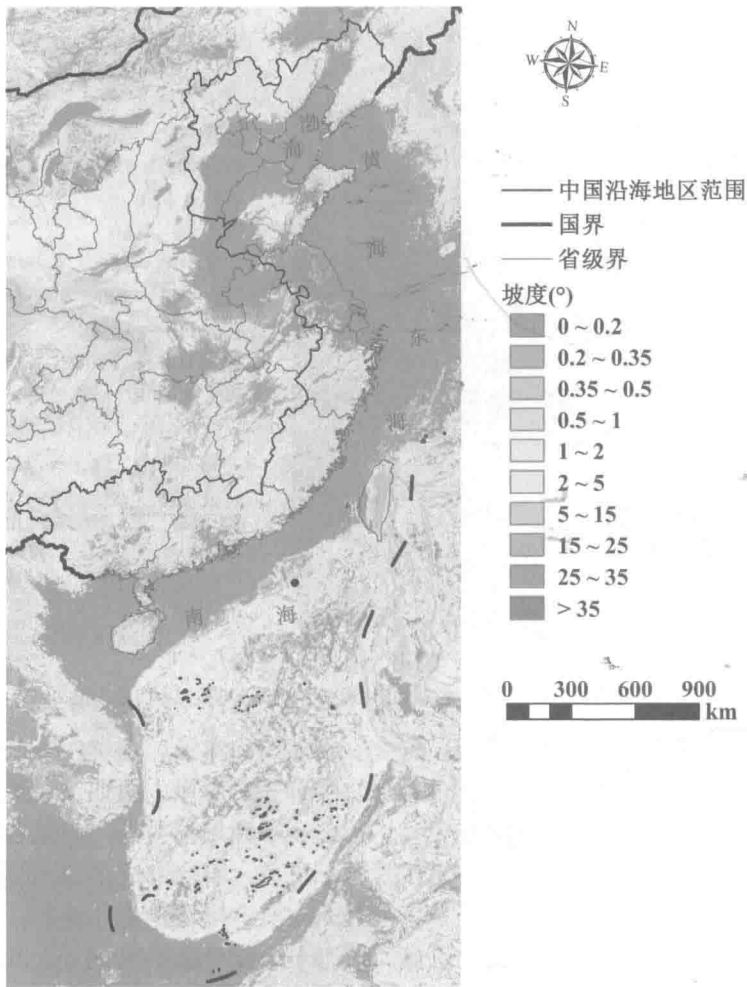 N
W
E
S
渤
海
黄
海
东
海
南 海
中国沿海地区范围
国界
省级界
坡度(°)
0 ~ 0.2
0.2 ~ 0.35
0.35 ~ 0.5
0.5 ~ 1
1 ~ 2
2 ~ 5
5 ~ 15
15 ~ 25
25 ~ 35
> 35
0 300 600 900
km